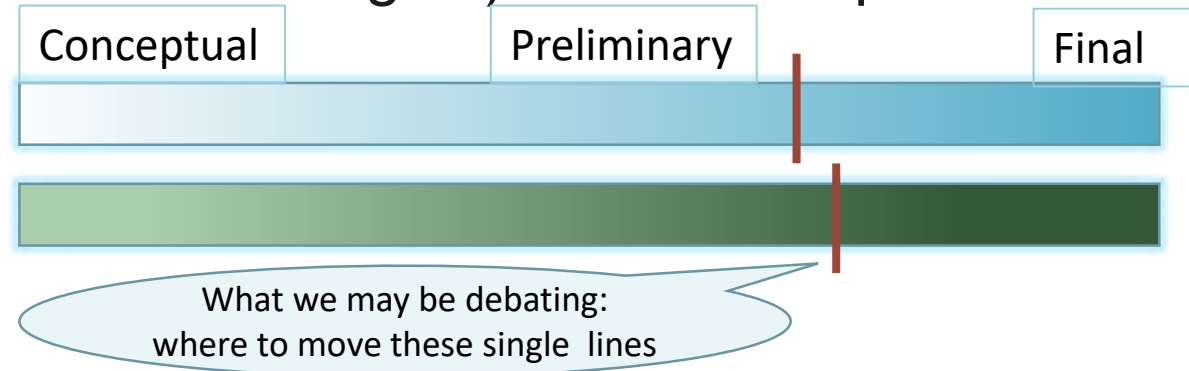 Conceptual Preliminary Final
What we may be debating:
where to move these single lines